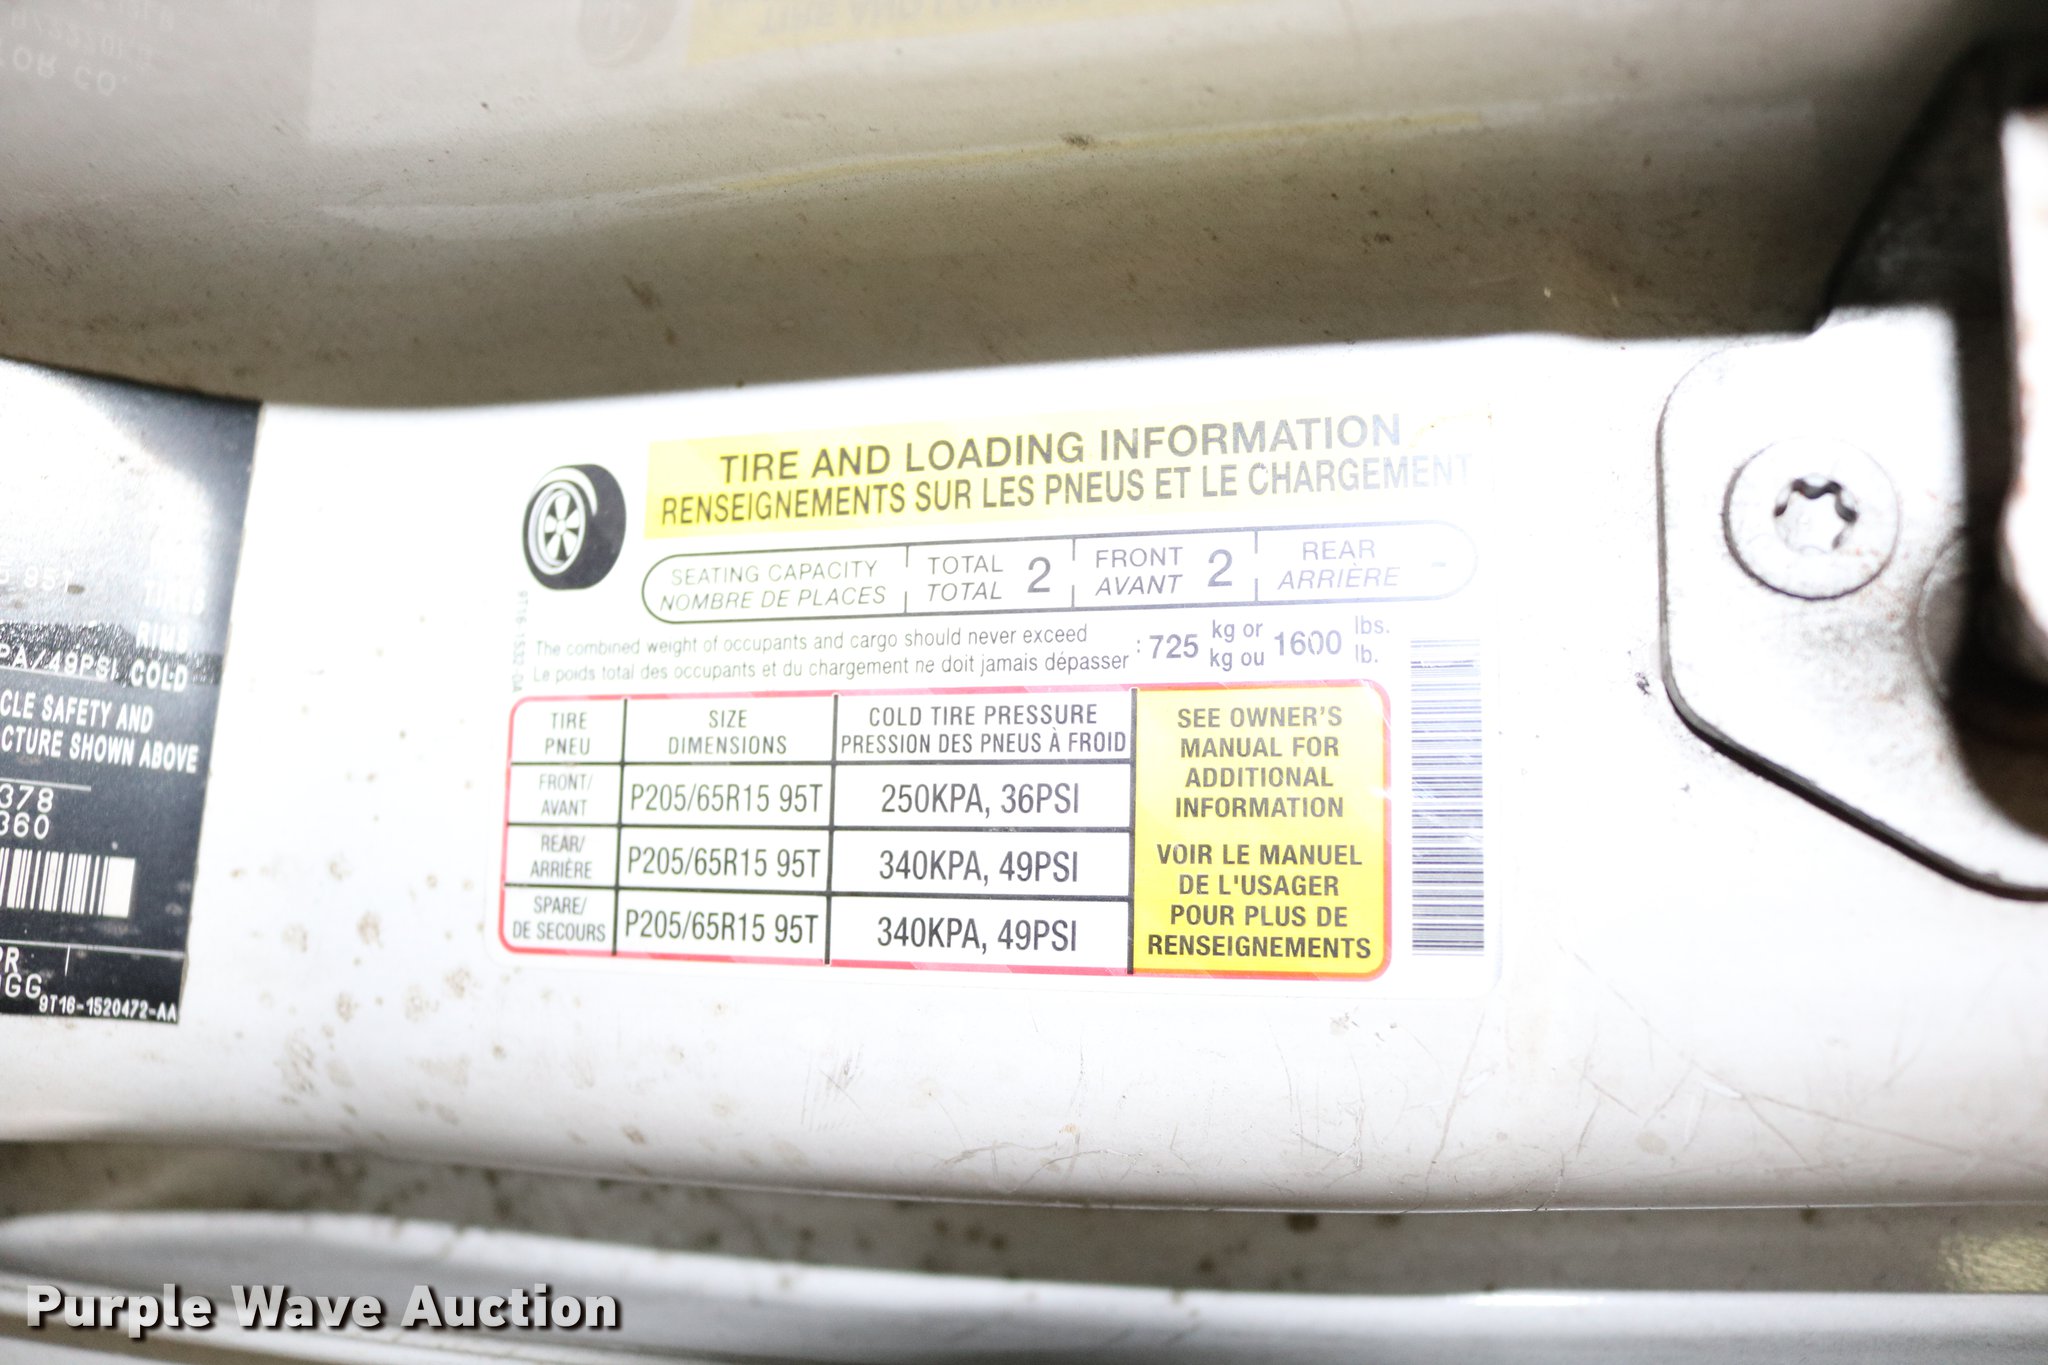 TIRE AND LOADING INFORMATION
RENSEIGNEMENTS SUR LES PNEUS ET LE CHARGEMENT
SEATING CAPACITY TOTAL 2 FRONT 2 REAR -
NOMBRE DE PLACES TOTAL AVANT ARRIÈRE
The combined weight of occupants and cargo should never exceed : 725 kg or 1600 lbs.
Le poids total des occupants et du chargement ne doit jamais dépasser kg ou lb.
TIRE SIZE COLD TIRE PRESSURE
PNEU DIMENSIONS PRESSION DES PNEUS À FROID
FRONT/
AVANT P205/65R15 95T 250KPA, 36PSI
REAR/
ARRIÈRE P205/65R15 95T 340KPA, 49PSI
SPARE/
DE SECOURS P205/65R15 95T 340KPA, 49PSI
SEE OWNER'S
MANUAL FOR
ADDITIONAL
INFORMATION
VOIR LE MANUEL
DE L'USAGER
POUR PLUS DE
RENSEIGNEMENTS
95T
TIRES
RIMS
PA/49PSI COLD
CLE SAFETY AND
CTURE SHOWN ABOVE
378
360
PR
GG
9T16-1520472-AA
Purple Wave Auction